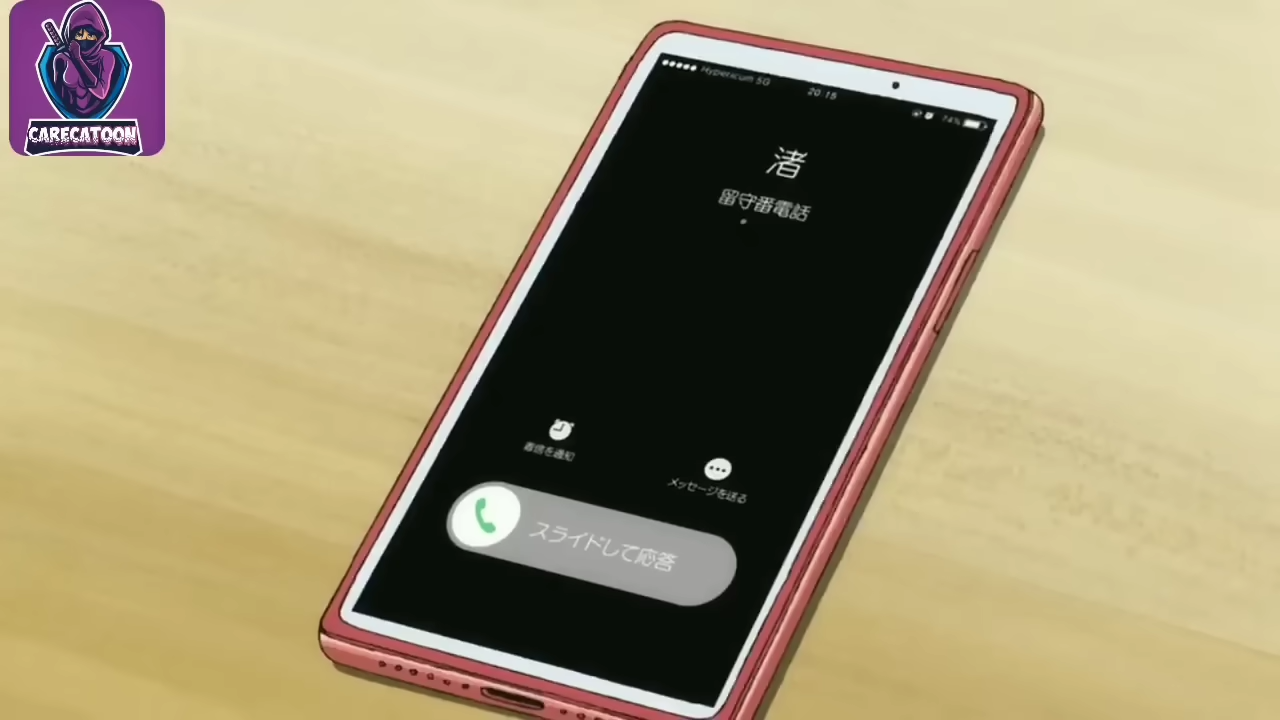 CARECATOON
Hypericum 5G
20:15
74%
渚
留守番電話
着信を通知
メッセージを送る
スライドして応答